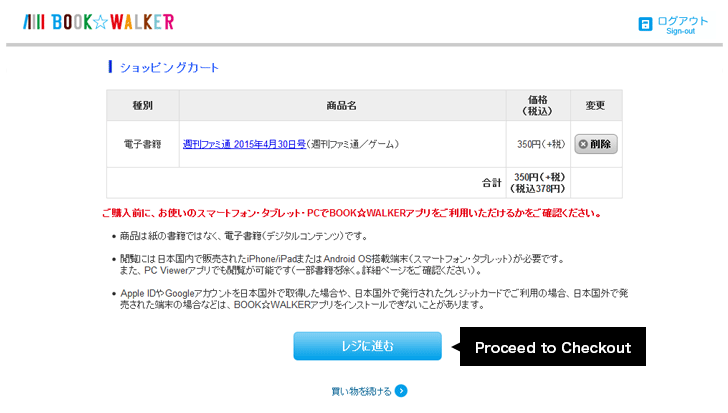 BOOK☆WALKER
ログアウト
Sign-out
ショッピングカート
種別 商品名 価格（税込） 変更
電子書籍 週刊ファミ通 2015年4月30日号（週刊ファミ通／ゲーム） 350円（+税） 削除
合計 350円（+税）
（税込378円）
ご購入前に、お使いのスマートフォン・タブレット・PCでBOOK☆WALKERアプリをご利用いただけるかをご確認ください。
• 商品は紙の書籍ではなく、電子書籍（デジタルコンテンツ）です。
• 閲覧には日本国内で販売されたiPhone/iPadまたはAndroid OS搭載端末（スマートフォン・タブレット）が必要です。
また、PC Viewerアプリでも閲覧が可能です（一部書籍を除く。詳細ページをご確認ください）。
• Apple IDやGoogleアカウントを日本国外で取得した場合や、日本国外で発行されたクレジットカードでご利用の場合、日本国外で発
売された端末の場合などは、BOOK☆WALKERアプリをインストールできないことがあります。
レジに進む
Proceed to Checkout
買い物を続ける